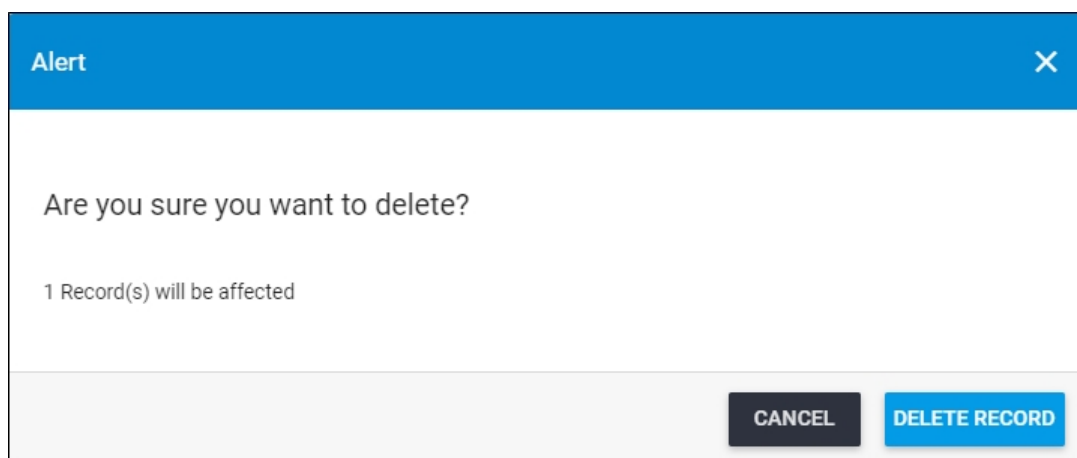 Alert
Are you sure you want to delete?
1 Record(s) will be affected
CANCEL DELETE RECORD